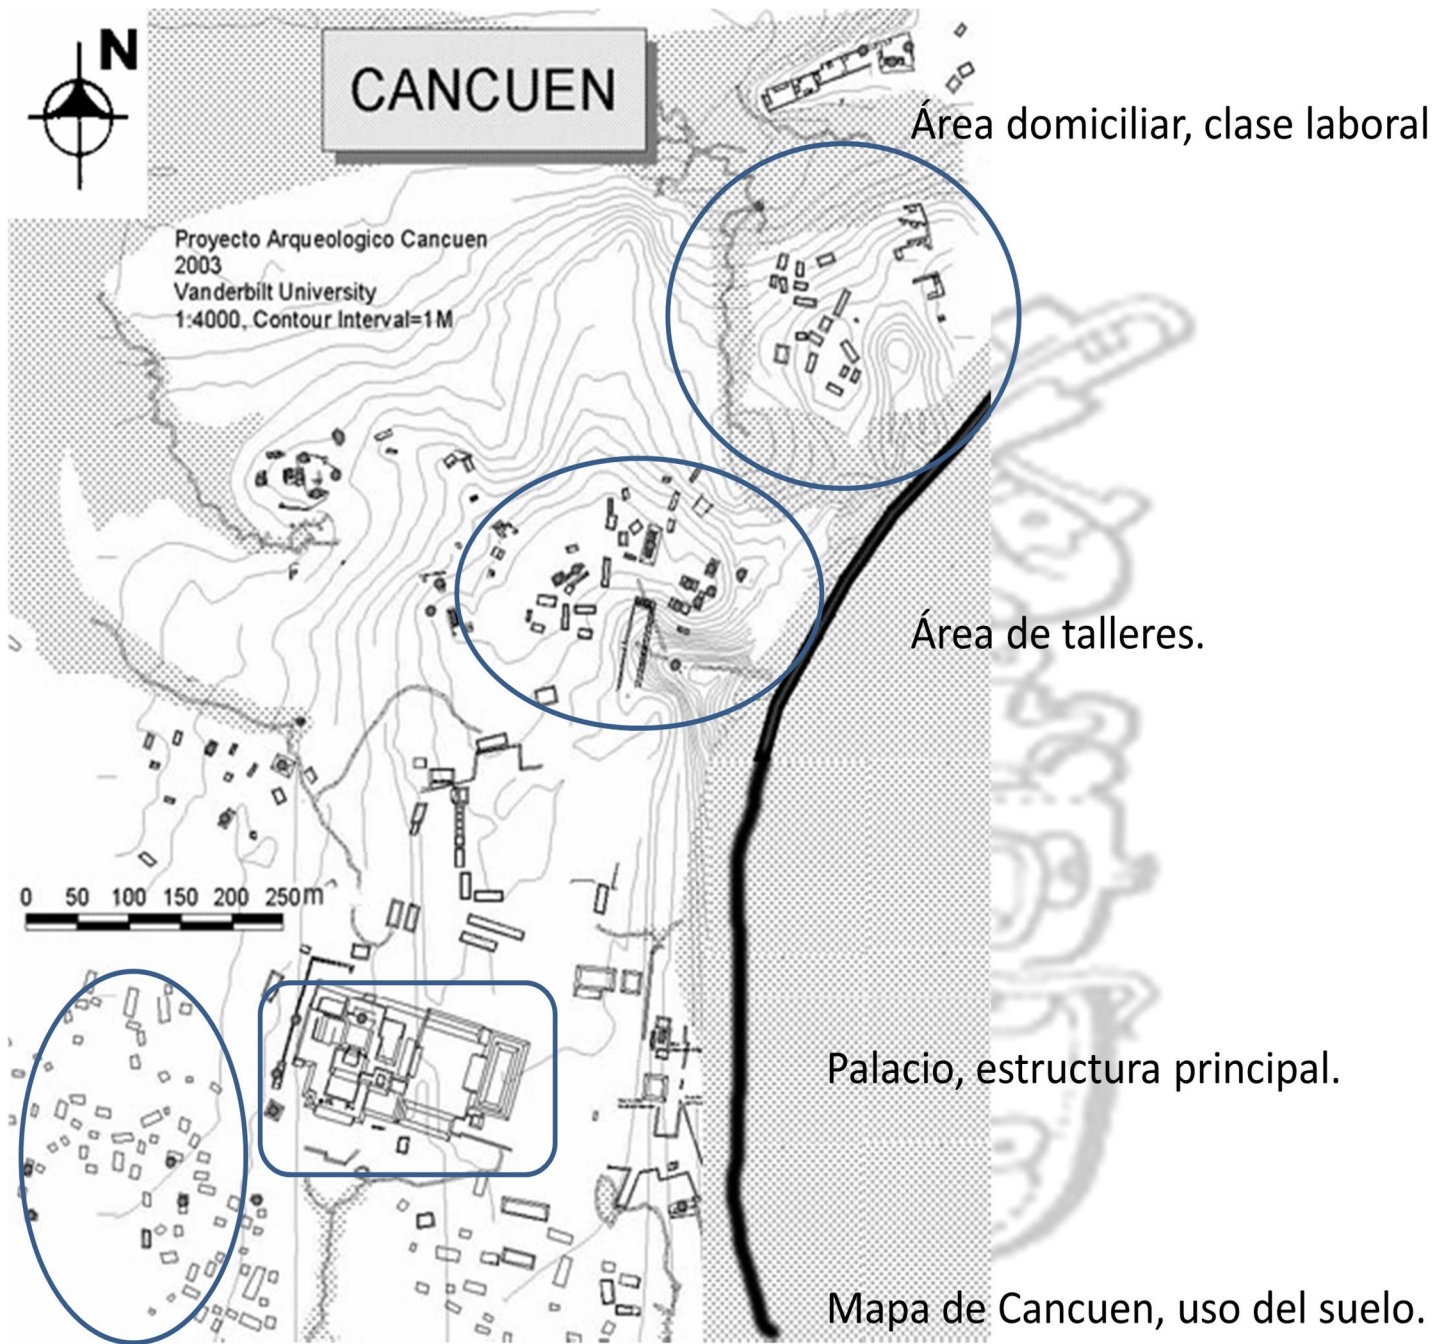 N
CANCUEN
Área domiciliar, clase laboral
Proyecto Arqueologico Cancuen
2003
Vanderbilt University
1:4000, Contour Interval=1M
Área de talleres.
0 50 100 150 200 250 m
Palacio, estructura principal.
Mapa de Cancuen, uso del suelo.